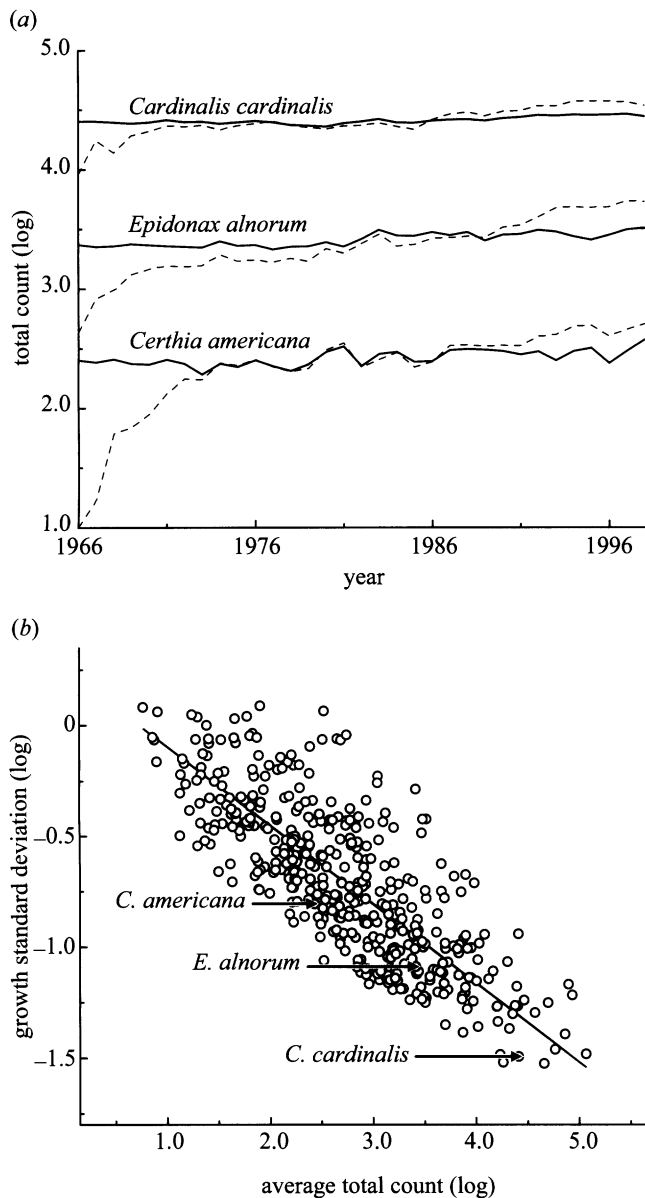 (a)
5.0
Cardinalis cardinalis
4.0
Epidonax alnorum
3.0
Certhia americana
2.0
1.0
total count (log)
1966
1976
1986
1996
year
(b)
0
−0.5
C. americana
−1.0
E. alnorum
C. cardinalis
−1.5
growth standard deviation (log)
1.0
2.0
3.0
4.0
5.0
average total count (log)